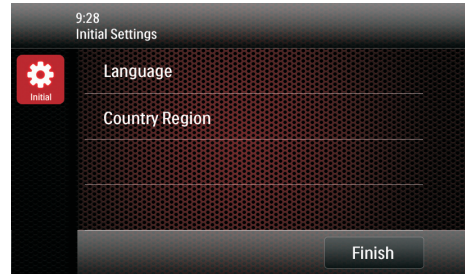 9:28
Initial Settings
Initial
Language
Country Region
Finish